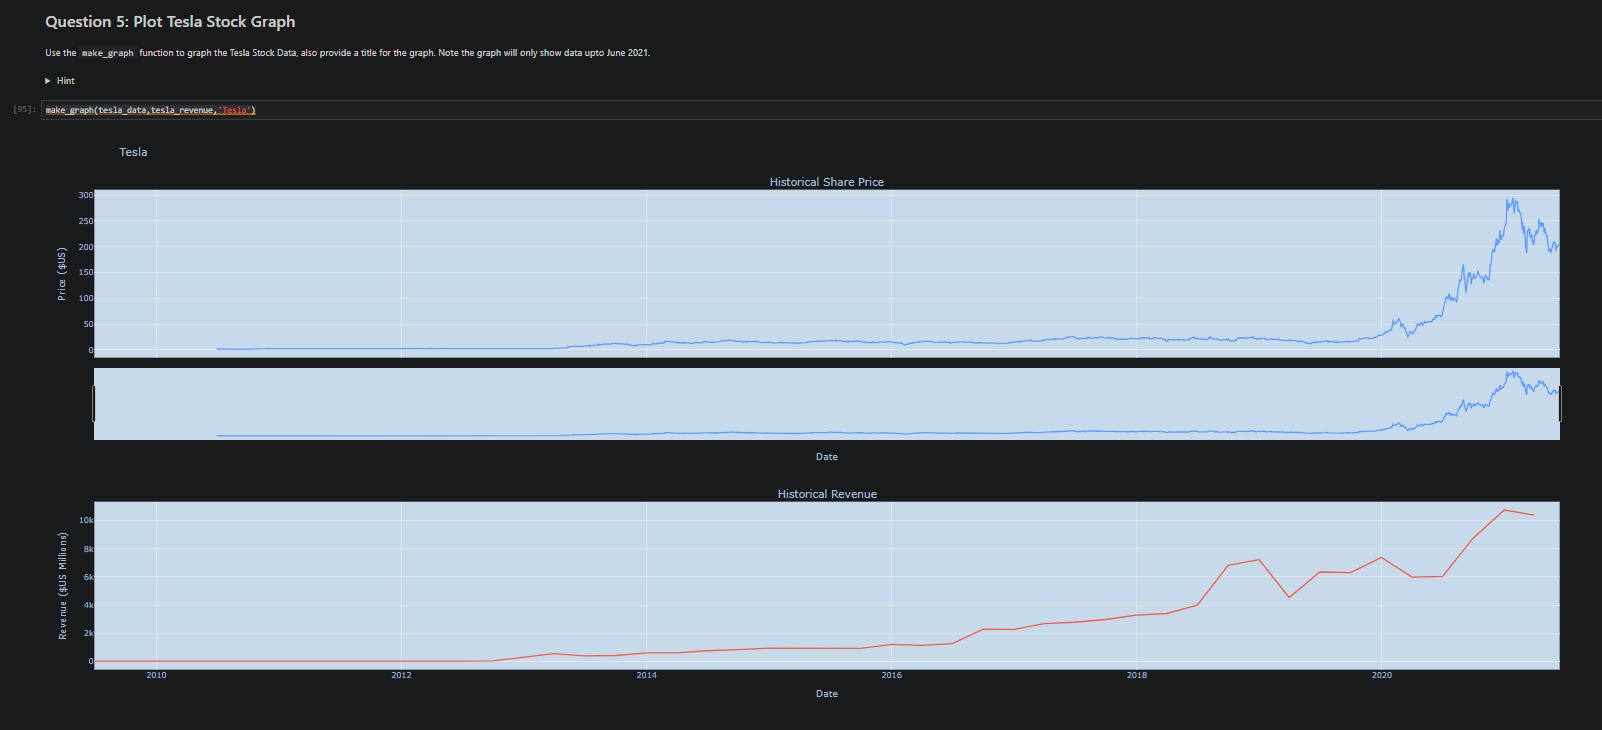 Question 5: Plot Tesla Stock Graph
Use the make_graph function to graph the Tesla Stock Data, also provide a title for the graph. Note the graph will only show data upto June 2021.
Hint
[95]: make_graph(tesla_data,tesla_revenue,'Tesla')
Tesla
Historical Share Price
Price ($US)
300
250
200
150
100
50
0
Date
Historical Revenue
Revenue ($US Millions)
10k
8k
6k
4k
2k
0
2010 2012 2014 2016 2018 2020
Date